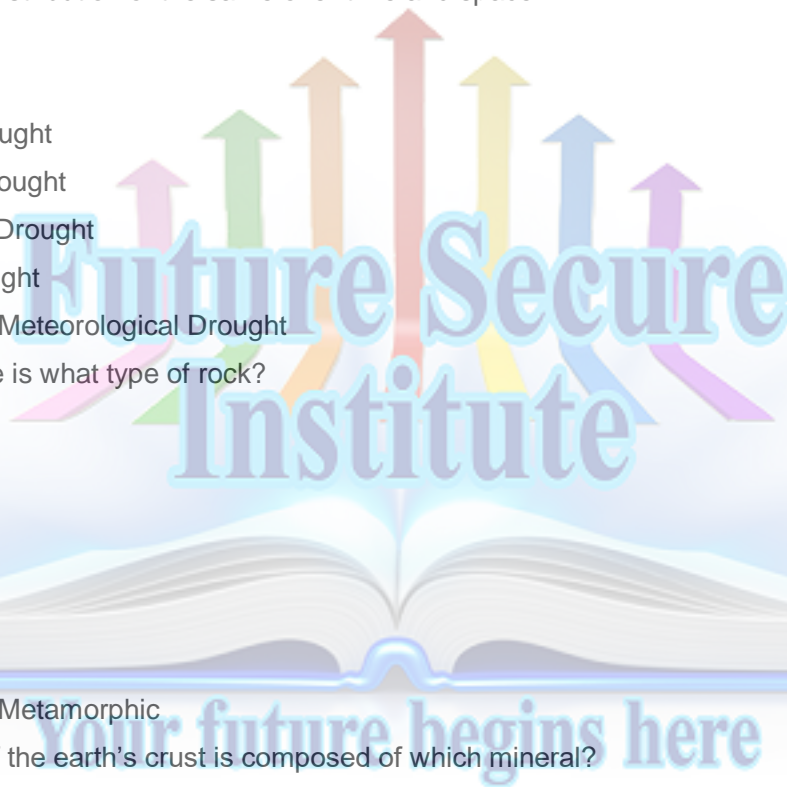 ught
ought
Drought
ght
Meteorological Drought
e is what type of rock?
Future Secure
Institute
Metamorphic
Your future begins here
the earth's crust is composed of which mineral?